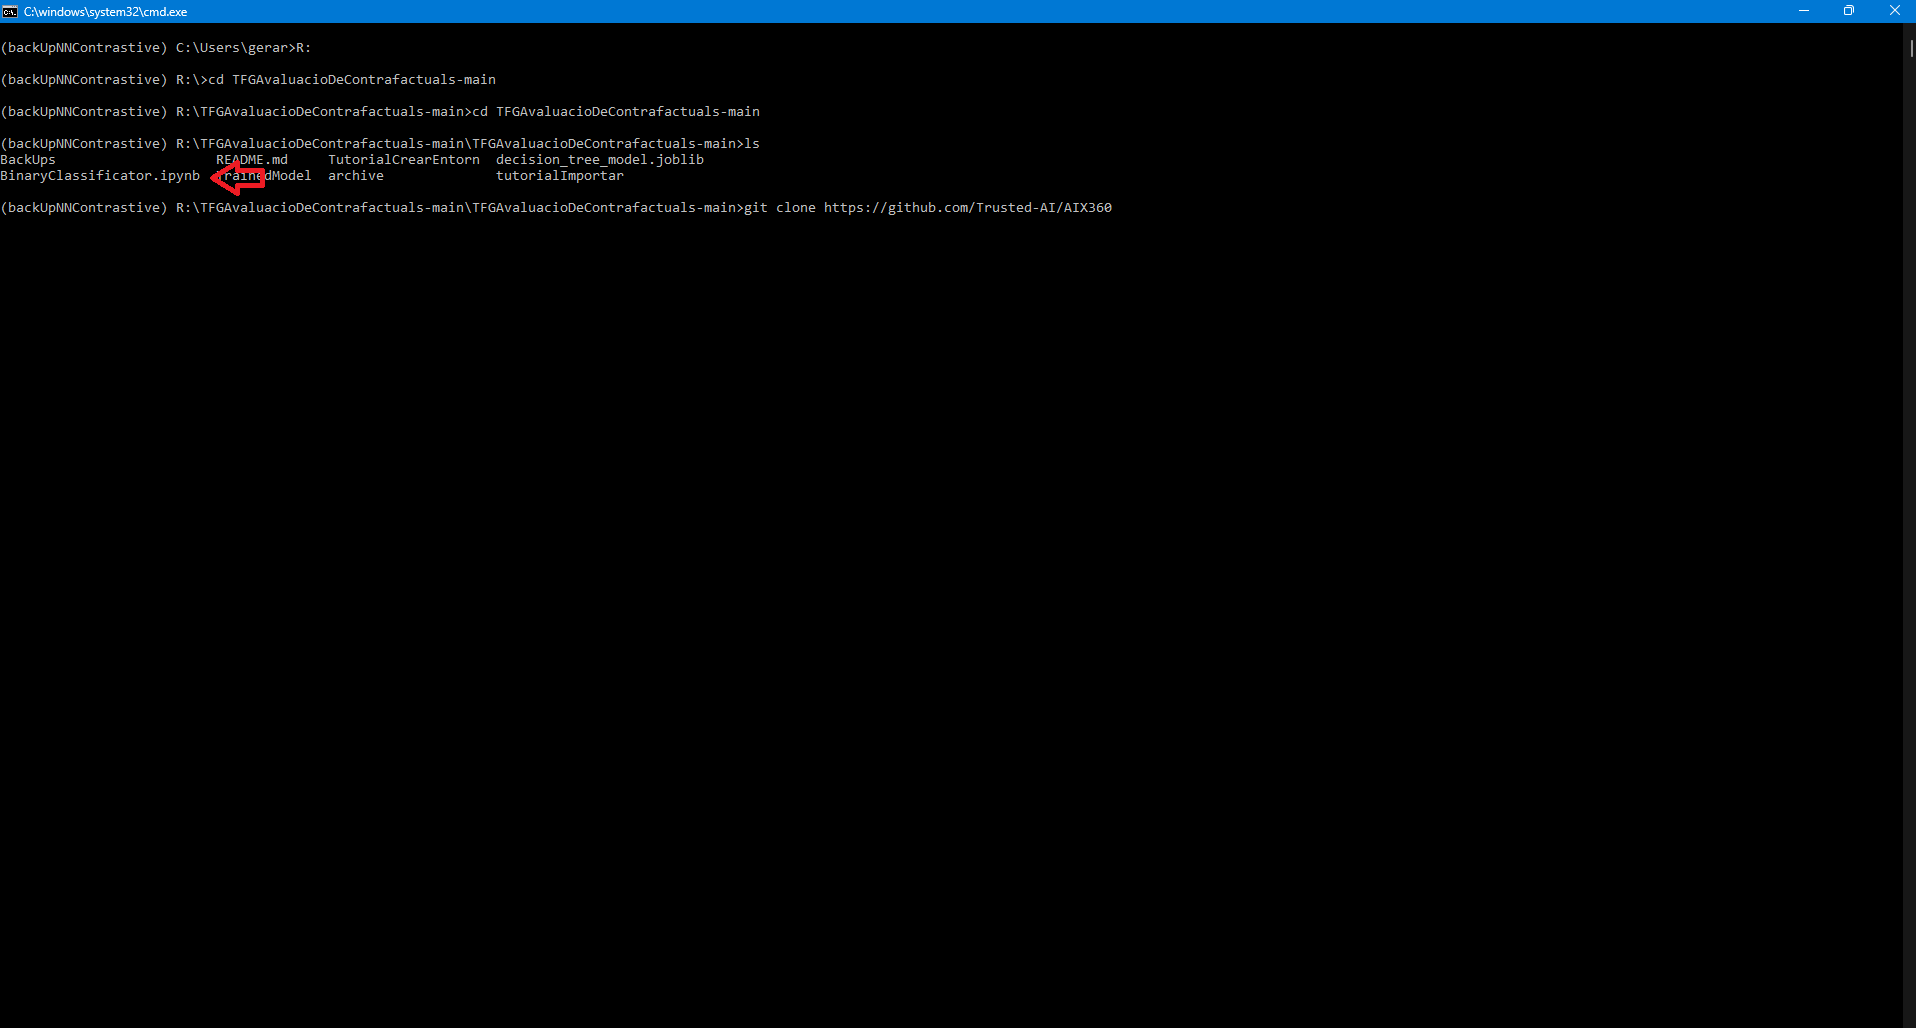 C:\windows\system32\cmd.exe
(backUpNNContrastive) C:\Users\gerar>R:
(backUpNNContrastive) R:\>cd TFGAvaluacioDeContrafactuals-main
(backUpNNContrastive) R:\TFGAvaluacioDeContrafactuals-main>cd TFGAvaluacioDeContrafactuals-main
(backUpNNContrastive) R:\TFGAvaluacioDeContrafactuals-main\TFGAvaluacioDeContrafactuals-main>ls
BackUps README.md TutorialCrearEntorn decision_tree_model.joblib
BinaryClassificator.ipynb TrainedModel archive tutorialImportar
(backUpNNContrastive) R:\TFGAvaluacioDeContrafactuals-main\TFGAvaluacioDeContrafactuals-main>git clone https://github.com/Trusted-AI/AIX360